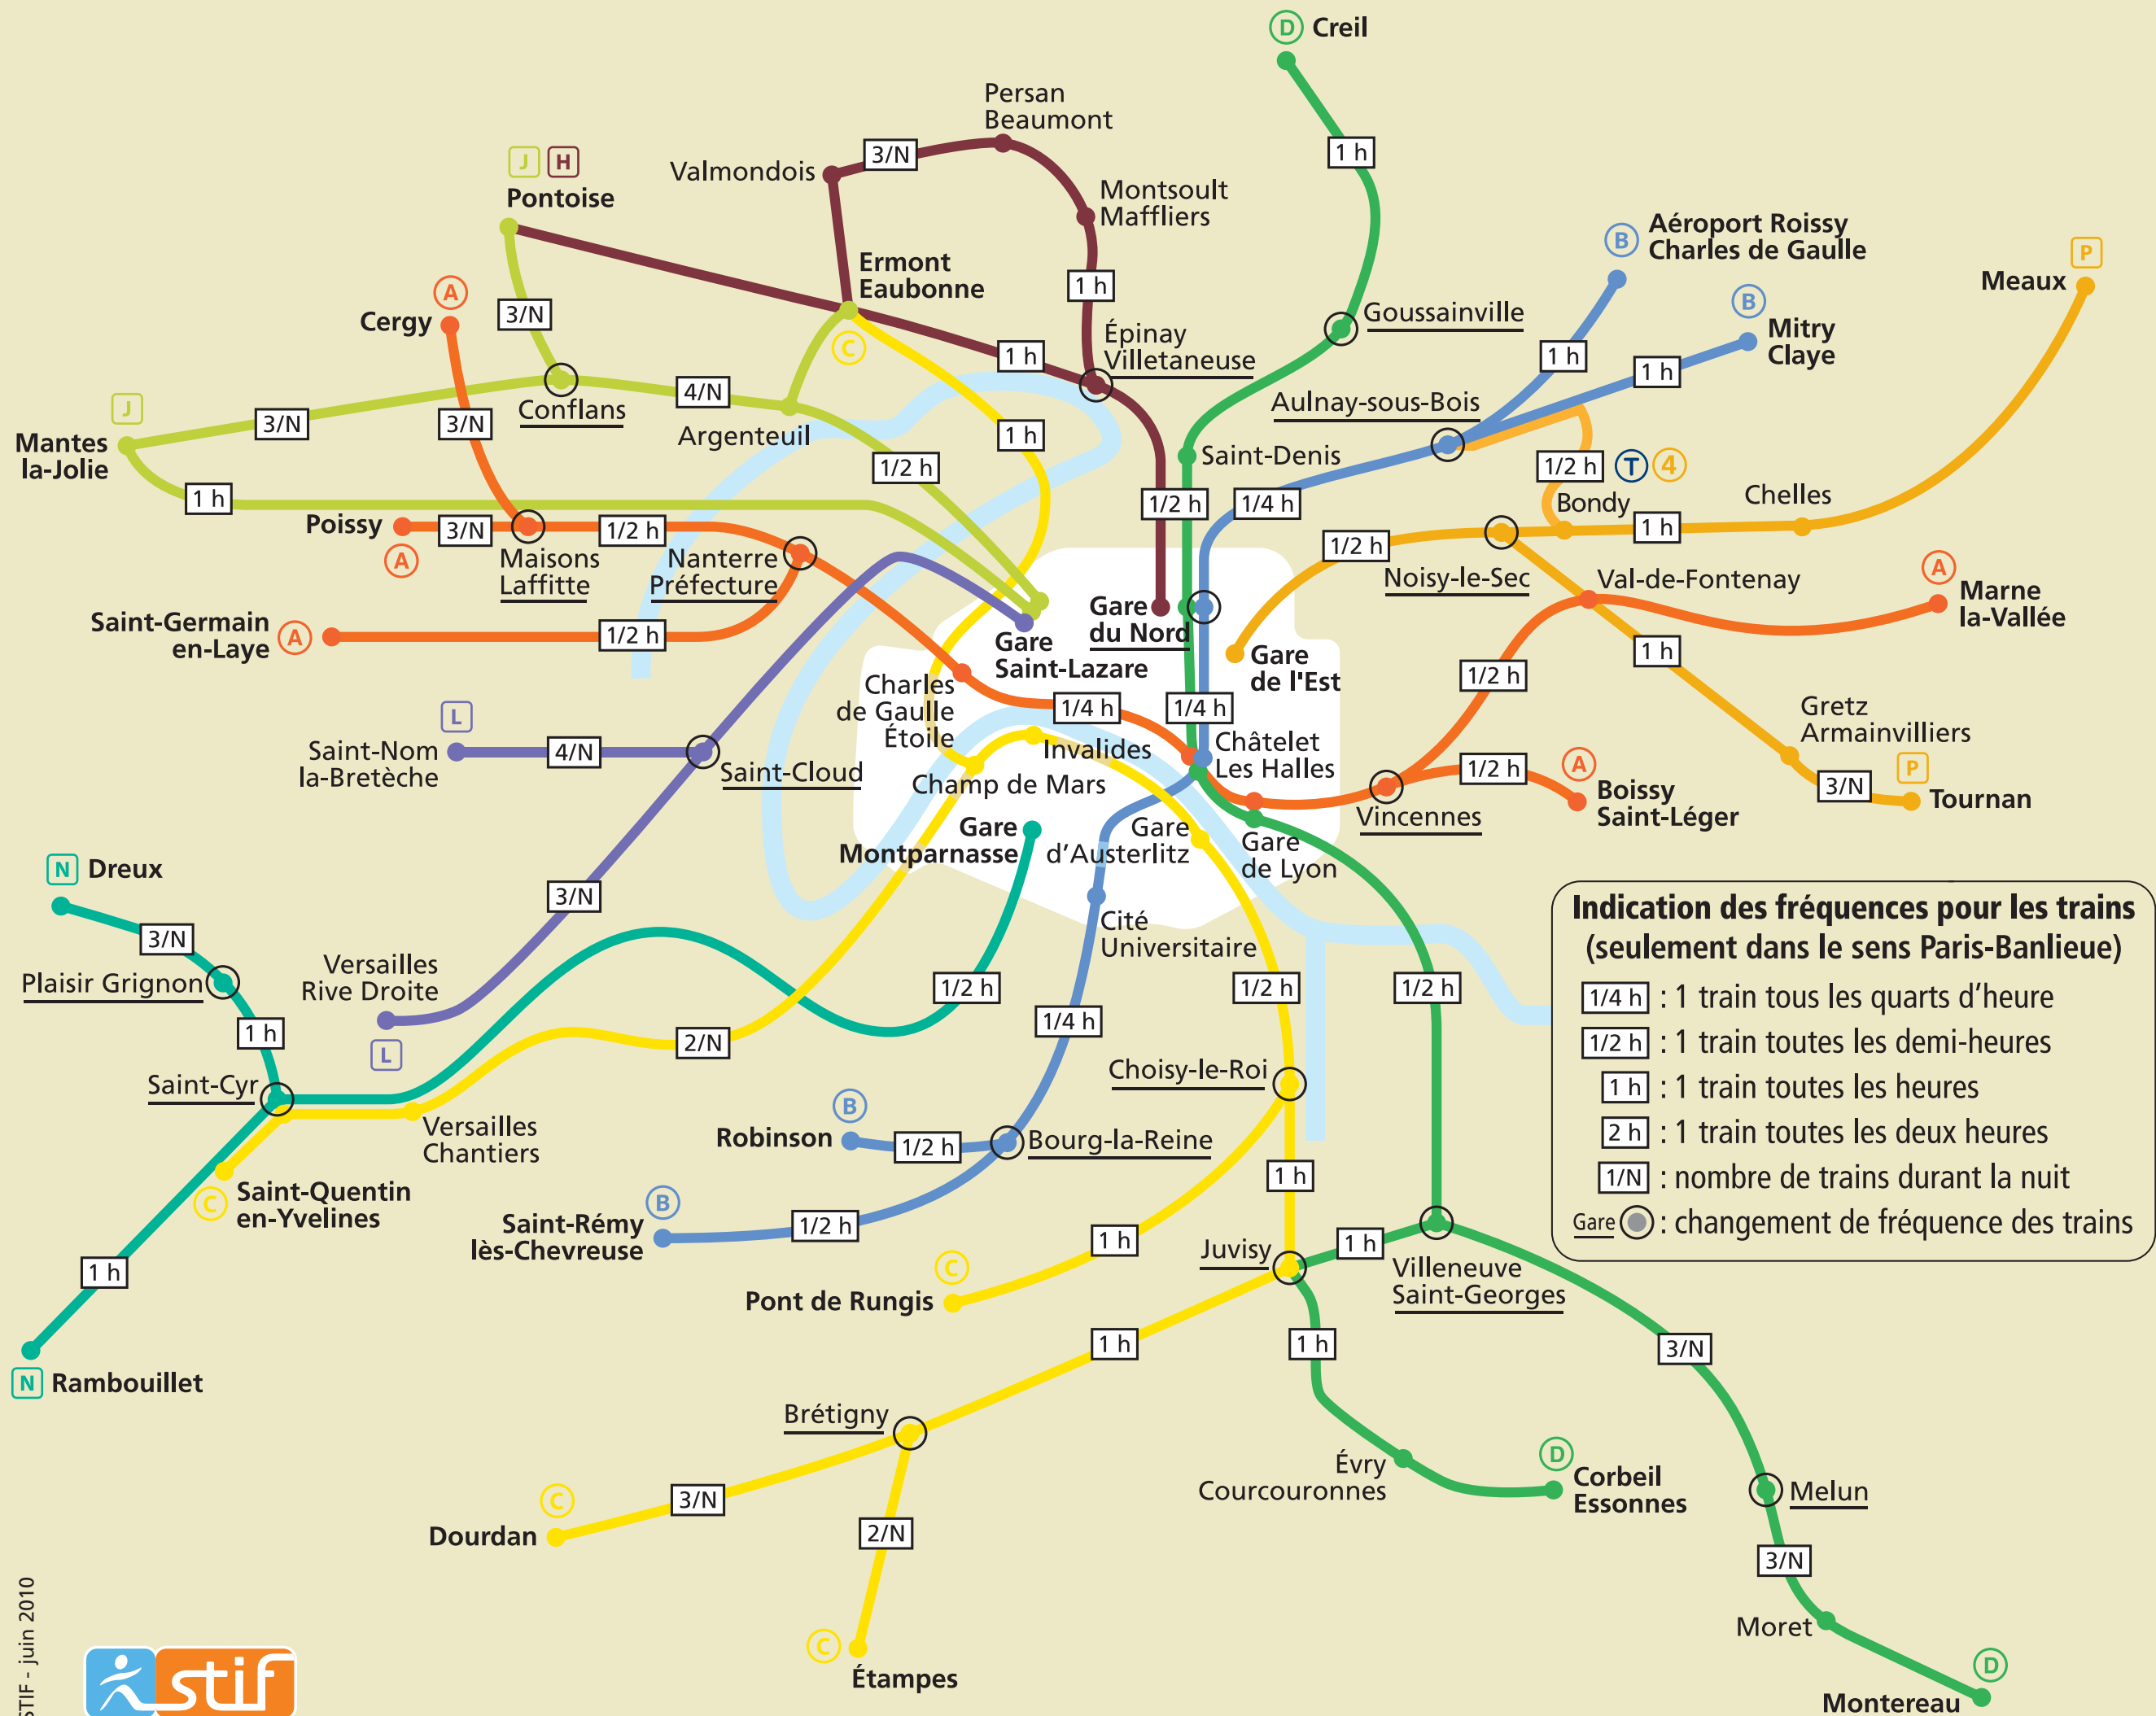 D Creil
Persan
Beaumont
3/N
1 h
J H
Pontoise
Valmondois
Montsoult
Maffliers
B Aéroport Roissy
Charles de Gaulle
P
Meaux
Ermont
Eaubonne
1 h
A
Cergy
3/N
C
1 h
Épinay
Villetaneuse
Goussainville
B
Mitry
Claye
1 h
1 h
J
Mantes
la-Jolie
3/N
3/N
Conflans
4/N
Argenteuil
1 h
Aulnay-sous-Bois
1/2 h
Saint-Denis
1/2 h T 4
Bondy
Chelles
1 h
Poissy
A
3/N
Maisons
Laffitte
1/2 h
Nanterre
Préfecture
1/2 h
1/4 h
1/2 h
Noisy-le-Sec
1 h
Val-de-Fontenay
A
Marne
la-Vallée
Saint-Germain
en-Laye
A
1/2 h
Gare
Saint-Lazare
Gare
du Nord
Gare
de l'Est
1 h
1/2 h
Charles
de Gaulle
Étoile
1/4 h
1/4 h
L
Saint-Nom
la-Bretèche
4/N
Saint-Cloud
Invalides
Champ de Mars
Châtelet
Les Halles
Gretz
Armainvilliers
1/2 h
A
Boissy
Saint-Léger
Vincennes
3/N
P
Tournan
Gare
Montparnasse
Gare
d'Austerlitz
Gare
de Lyon
N Dreux
3/N
3/N
Cité
Universitaire
Plaisir Grignon
Versailles
Rive Droite
L
1/2 h
1/2 h
1/2 h
1 h
2/N
1/4 h
Saint-Cyr
Choisy-le-Roi
Versailles
Chantiers
B
Robinson
1/2 h
Bourg-la-Reine
C
Saint-Quentin
en-Yvelines
B
Saint-Rémy
lès-Chevreuse
1/2 h
1 h
1 h
1 h
C
Pont de Rungis
1 h
Juvisy
1 h
Villeneuve
Saint-Georges
N Rambouillet
1 h
1 h
3/N
Brétigny
Évry
Courcouronnes
D
Corbeil
Essonnes
Melun
C
Dourdan
3/N
2/N
3/N
Moret
C
Étampes
D
Montereau
Indication des fréquences pour les trains
(seulement dans le sens Paris-Banlieue)
1/4 h : 1 train tous les quarts d'heure
1/2 h : 1 train toutes les demi-heures
1 h : 1 train toutes les heures
2 h : 1 train toutes les deux heures
1/N : nombre de trains durant la nuit
Gare : changement de fréquence des trains
STIF - juin 2010
stif